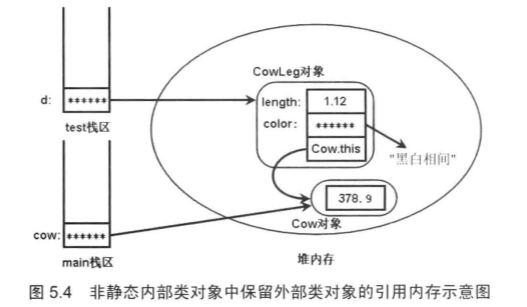 CowLeg对象
length: 1.12
d: ******
color: ******
test栈区
Cow.this
"黑白相间"
378.9
cow: ******
Cow对象
main栈区
堆内存
图 5.4 非静态内部类对象中保留外部类对象的引用内存示意图